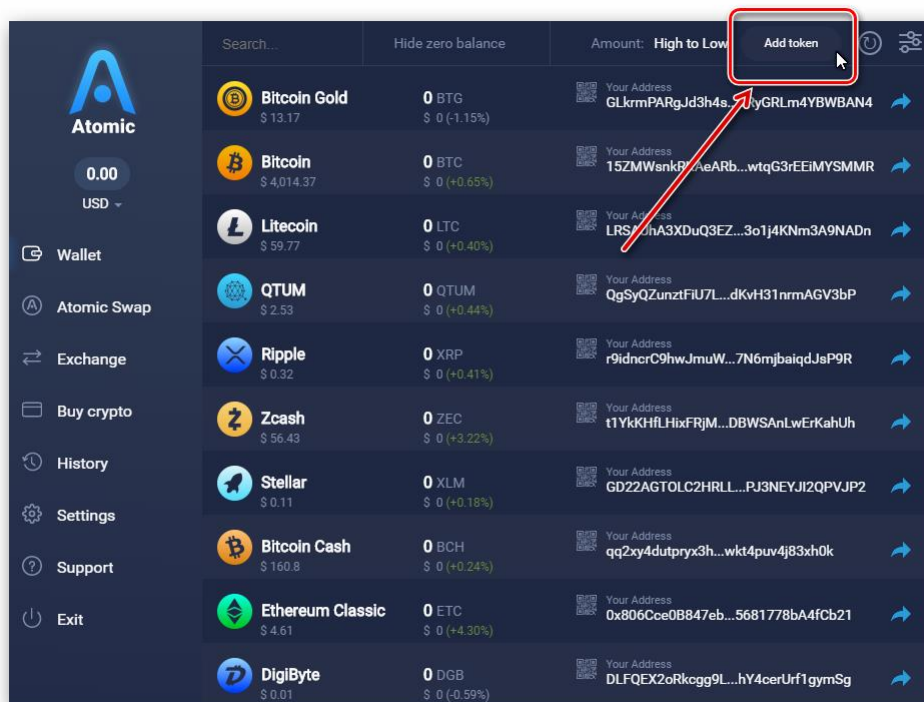 Atomic
0.00
USD
Wallet
Atomic Swap
Exchange
Buy crypto
History
Settings
Support
Exit
Search...
Hide zero balance
Amount: High to Low
Add token
Bitcoin Gold
$ 13.17
0 BTG
$ 0 (-1.15%)
Your Address
Bitcoin
$ 4,014.37
0 BTC
$ 0 (+0.65%)
Your Address
Litecoin
$ 59.77
0 LTC
$ 0 (+0.40%)
Your Address
QTUM
$ 2.53
0 QTUM
$ 0 (+0.44%)
Your Address
QgSyQZunztFiU7L...dKvH31nrmAGV3bP
Ripple
$ 0.32
0 XRP
$ 0 (+0.41%)
Your Address
r9idncrC9hwJmuW...7N6mjbaiqdJsP9R
Zcash
$ 56.43
0 ZEC
$ 0 (+3.22%)
Your Address
t1YkKHfLHixFRjM...DBWSAnLwErKahUh
Stellar
$ 0.11
0 XLM
$ 0 (+0.18%)
Your Address
GD22AGTOLC2HRLL...PJ3NEYJI2QPVJP2
Bitcoin Cash
$ 160.8
0 BCH
$ 0 (+0.24%)
Your Address
qq2xy4dutpryx3h...wkt4puv4j83xh0k
Ethereum Classic
$ 4.61
0 ETC
$ 0 (+4.30%)
Your Address
0x806Cce0B847eb...5681778bA4fCb21
DigiByte
$ 0.01
0 DGB
$ 0 (-0.59%)
Your Address
DLFQEX2oRkcgg9L...hY4cerUrf1gymSg